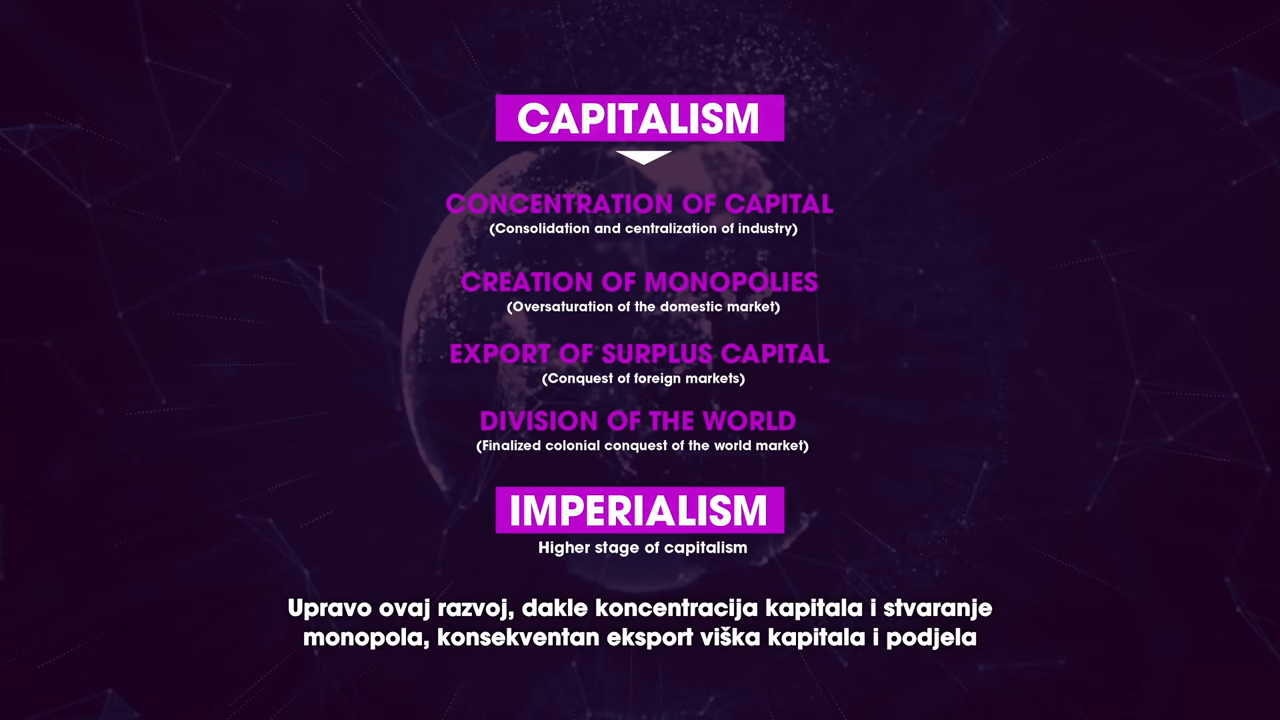 CAPITALISM
CONCENTRATION OF CAPITAL
(Consolidation and centralization of industry)
CREATION OF MONOPOLIES
(Oversaturation of the domestic market)
EXPORT OF SURPLUS CAPITAL
(Conquest of foreign markets)
DIVISION OF THE WORLD
(Finalized colonial conquest of the world market)
IMPERIALISM
Higher stage of capitalism
Upravo ovaj razvoj, dakle koncentracija kapitala i stvaranje
monopola, konsekventan eksport viška kapitala i podjela